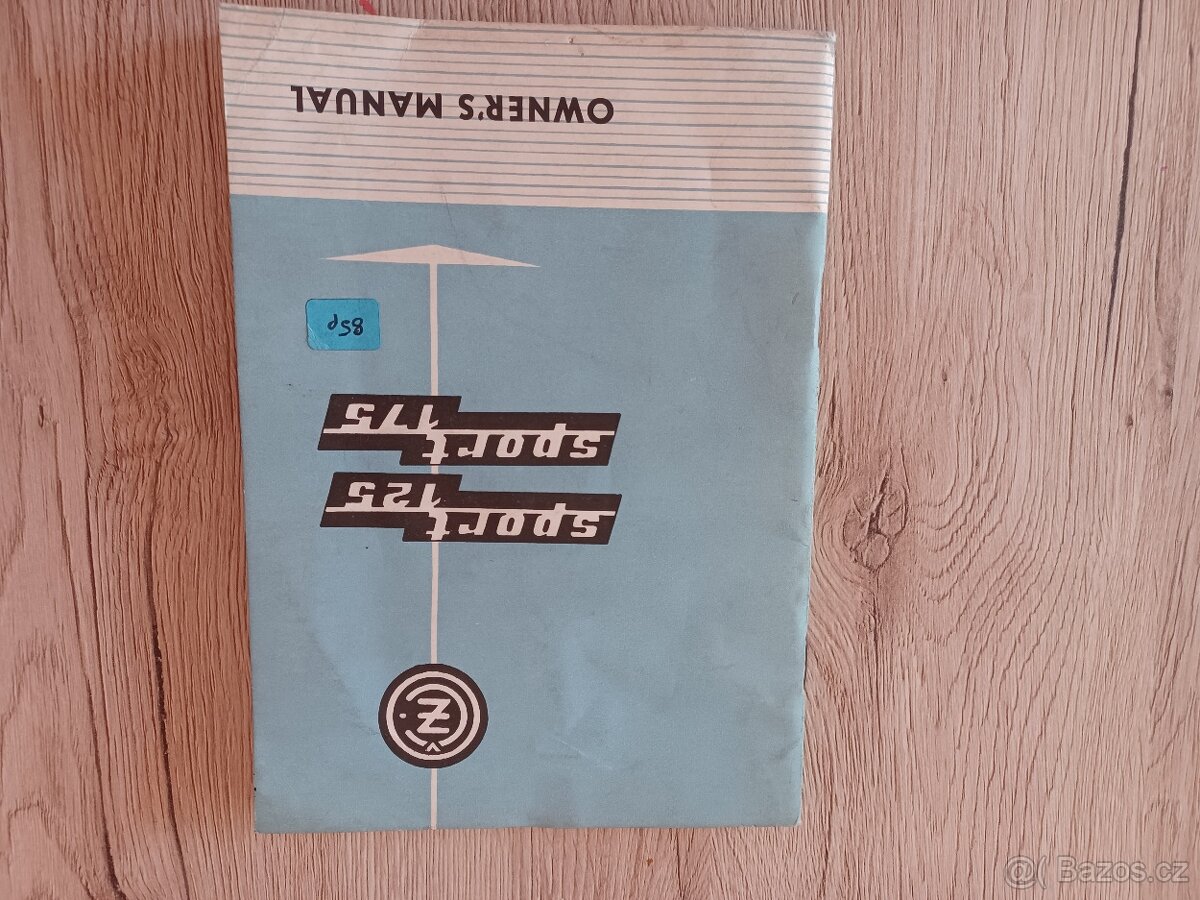 ČZ
sport
125
sport
175
85p
OWNER'S MANUAL
@( Bazos.cz